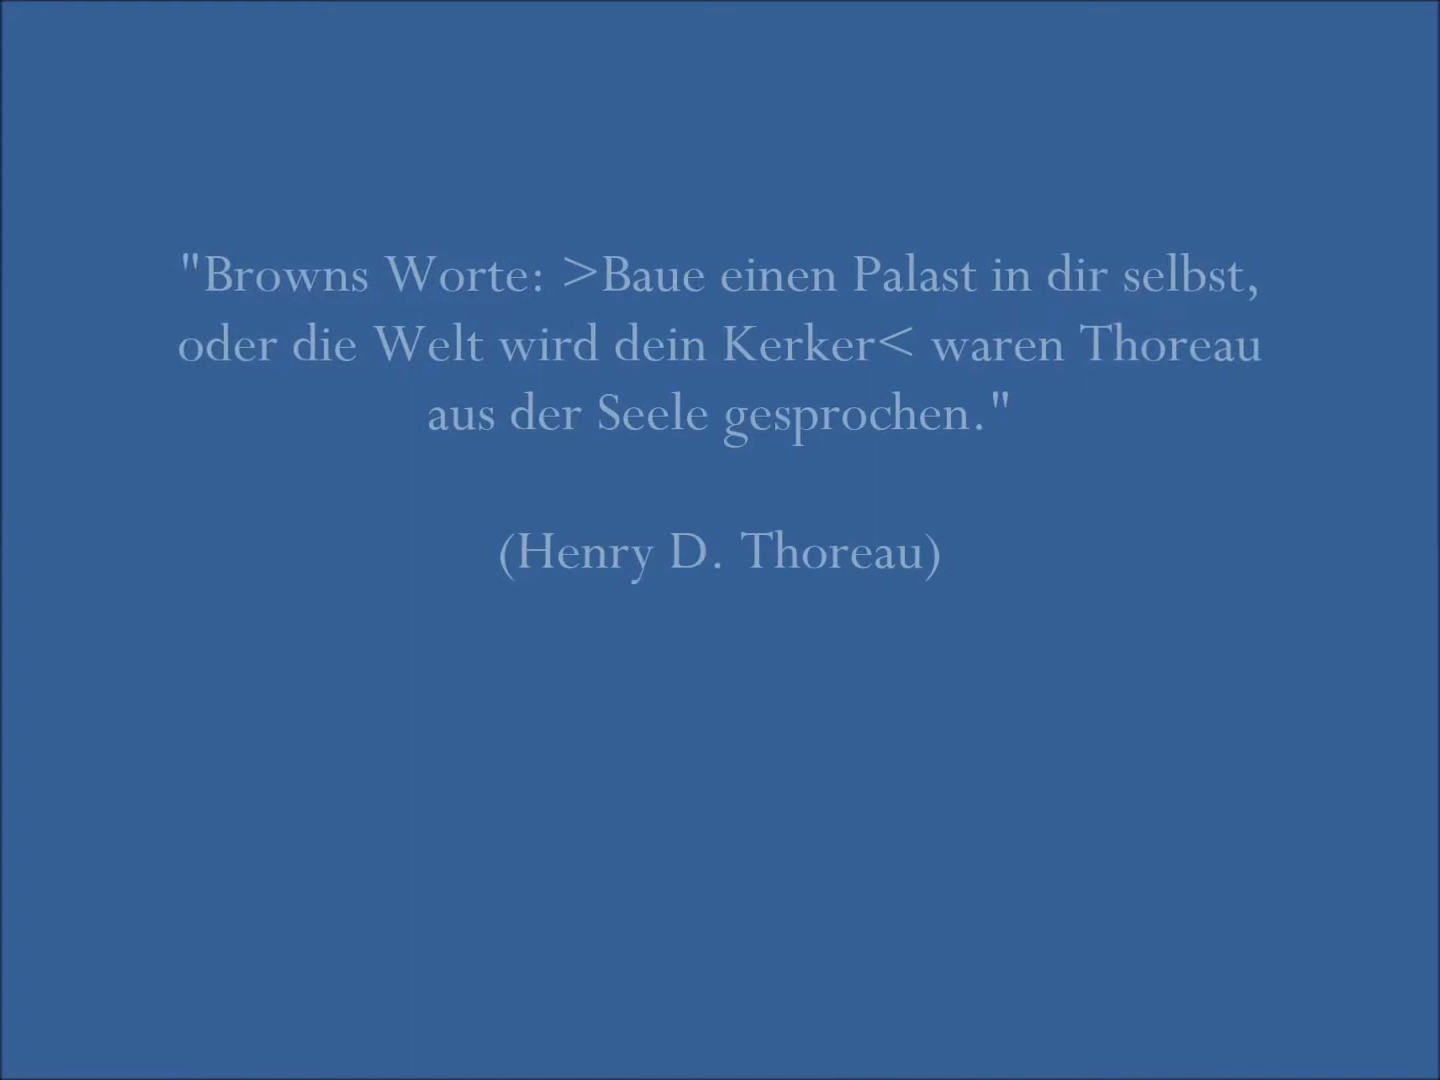 "Browns Worte: >Baue einen Palast in dir selbst,
oder die Welt wird dein Kerker< waren Thoreau
aus der Seele gesprochen."
(Henry D. Thoreau)